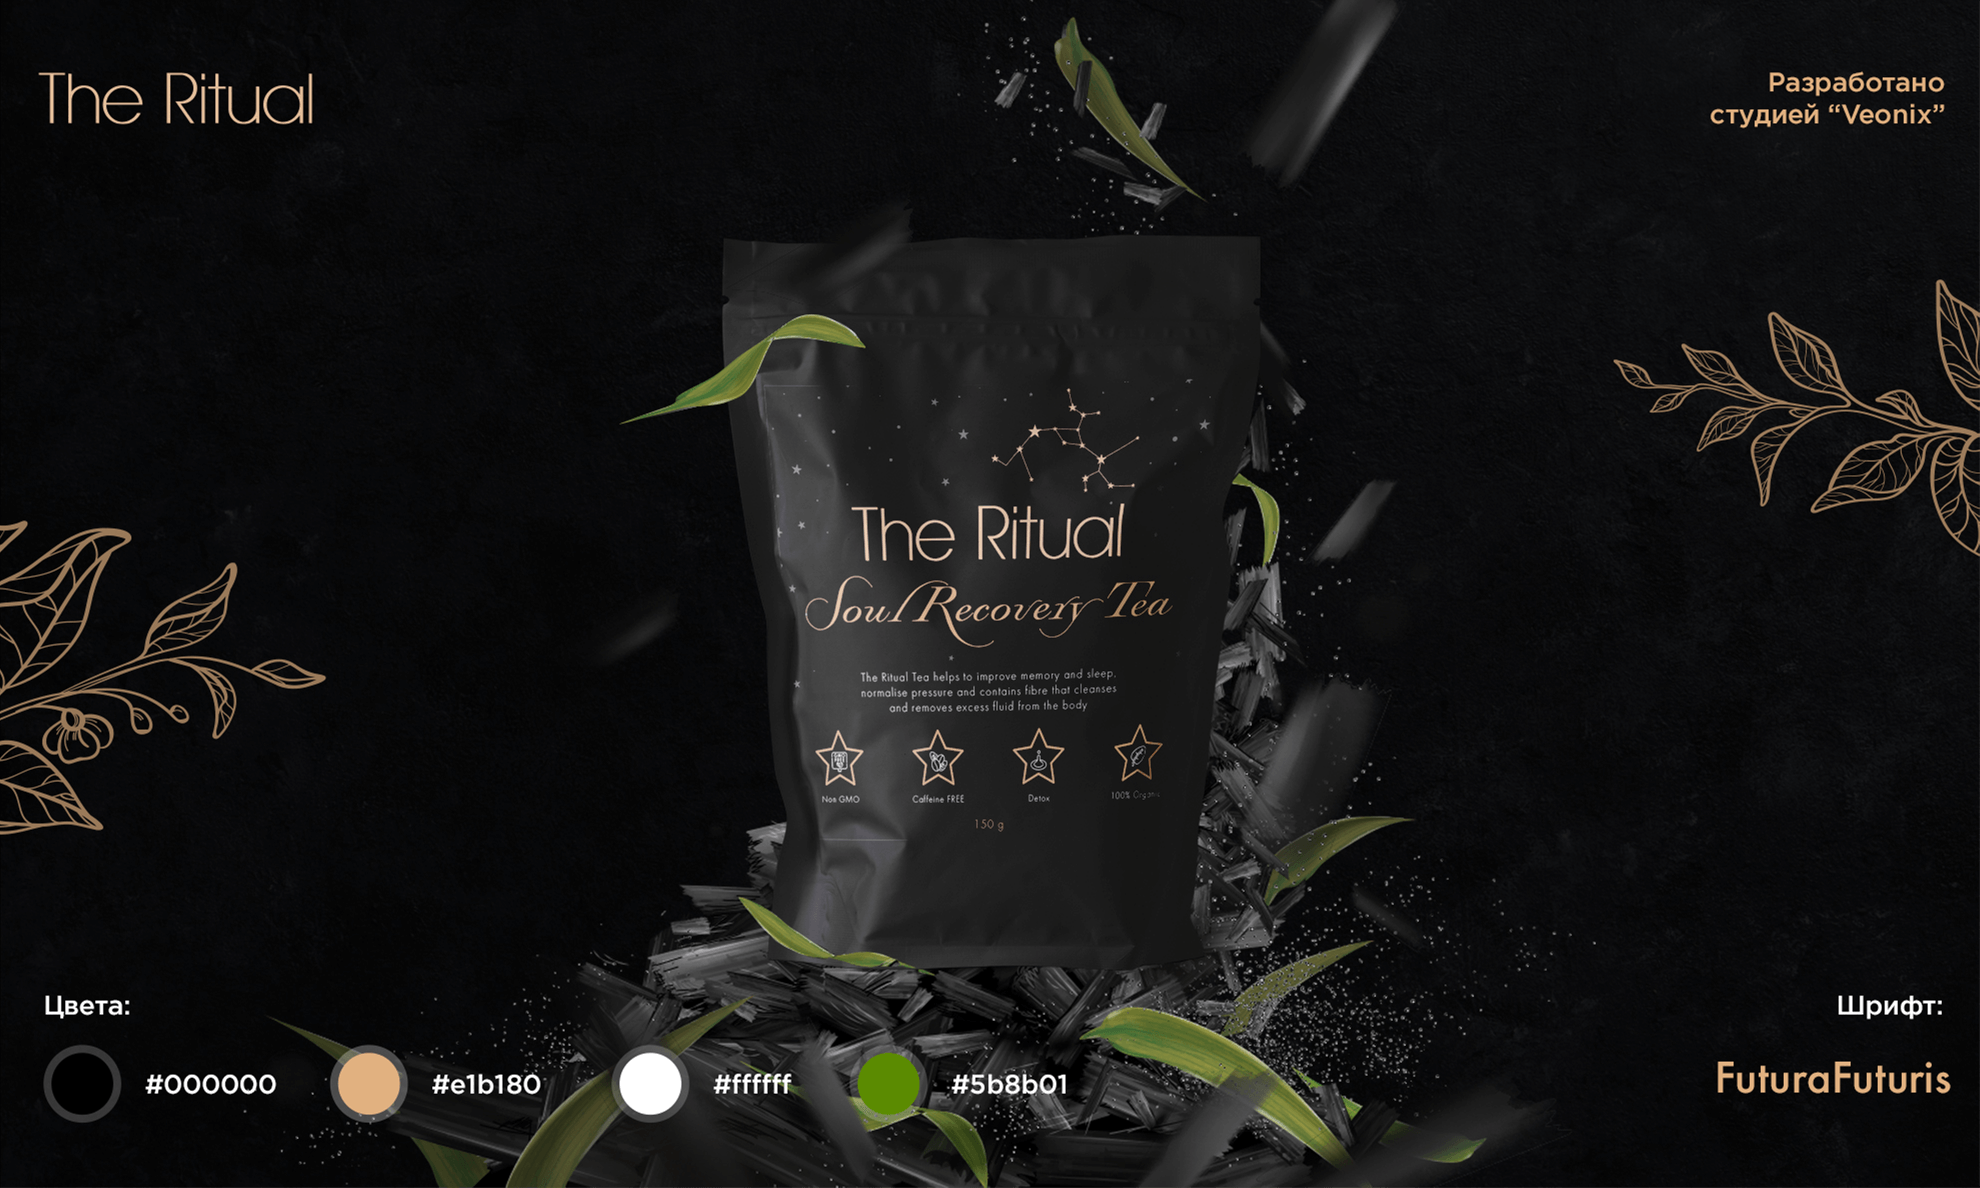 The Ritual
Разработано
студией “Veonix”
The Ritual
Soul Recovery Tea
The Ritual Tea helps to improve memory and sleep,
normalise pressure and contains fibre that cleanses
and removes excess fluid from the body
Non GMO
Caffeine FREE
Detox
100% Organic
150 g
Цвета:
#000000
#e1b180
#ffffff
#5b8b01
Шрифт:
FuturaFuturis